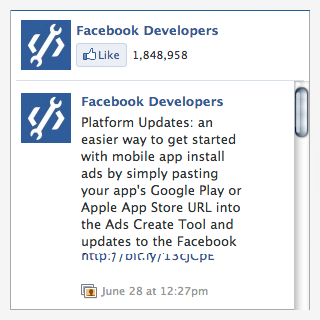 Facebook Developers
Like 1,848,958
Facebook Developers
Platform Updates: an
easier way to get started
with mobile app install
ads by simply pasting
your app's Google Play or
Apple App Store URL into
the Ads Create Tool and
updates to the Facebook
June 28 at 12:27pm